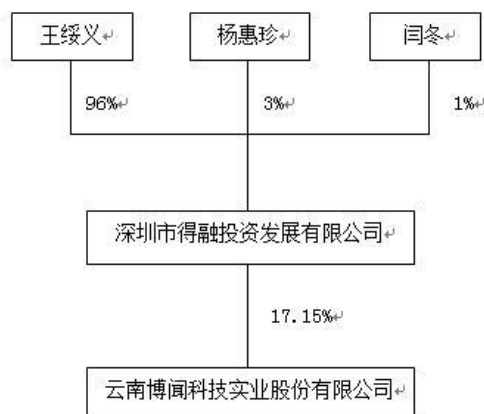 王绥义 杨惠珍 闫冬
96% 3% 1%
深圳市得融投资发展有限公司
17.15%
云南博闻科技实业股份有限公司